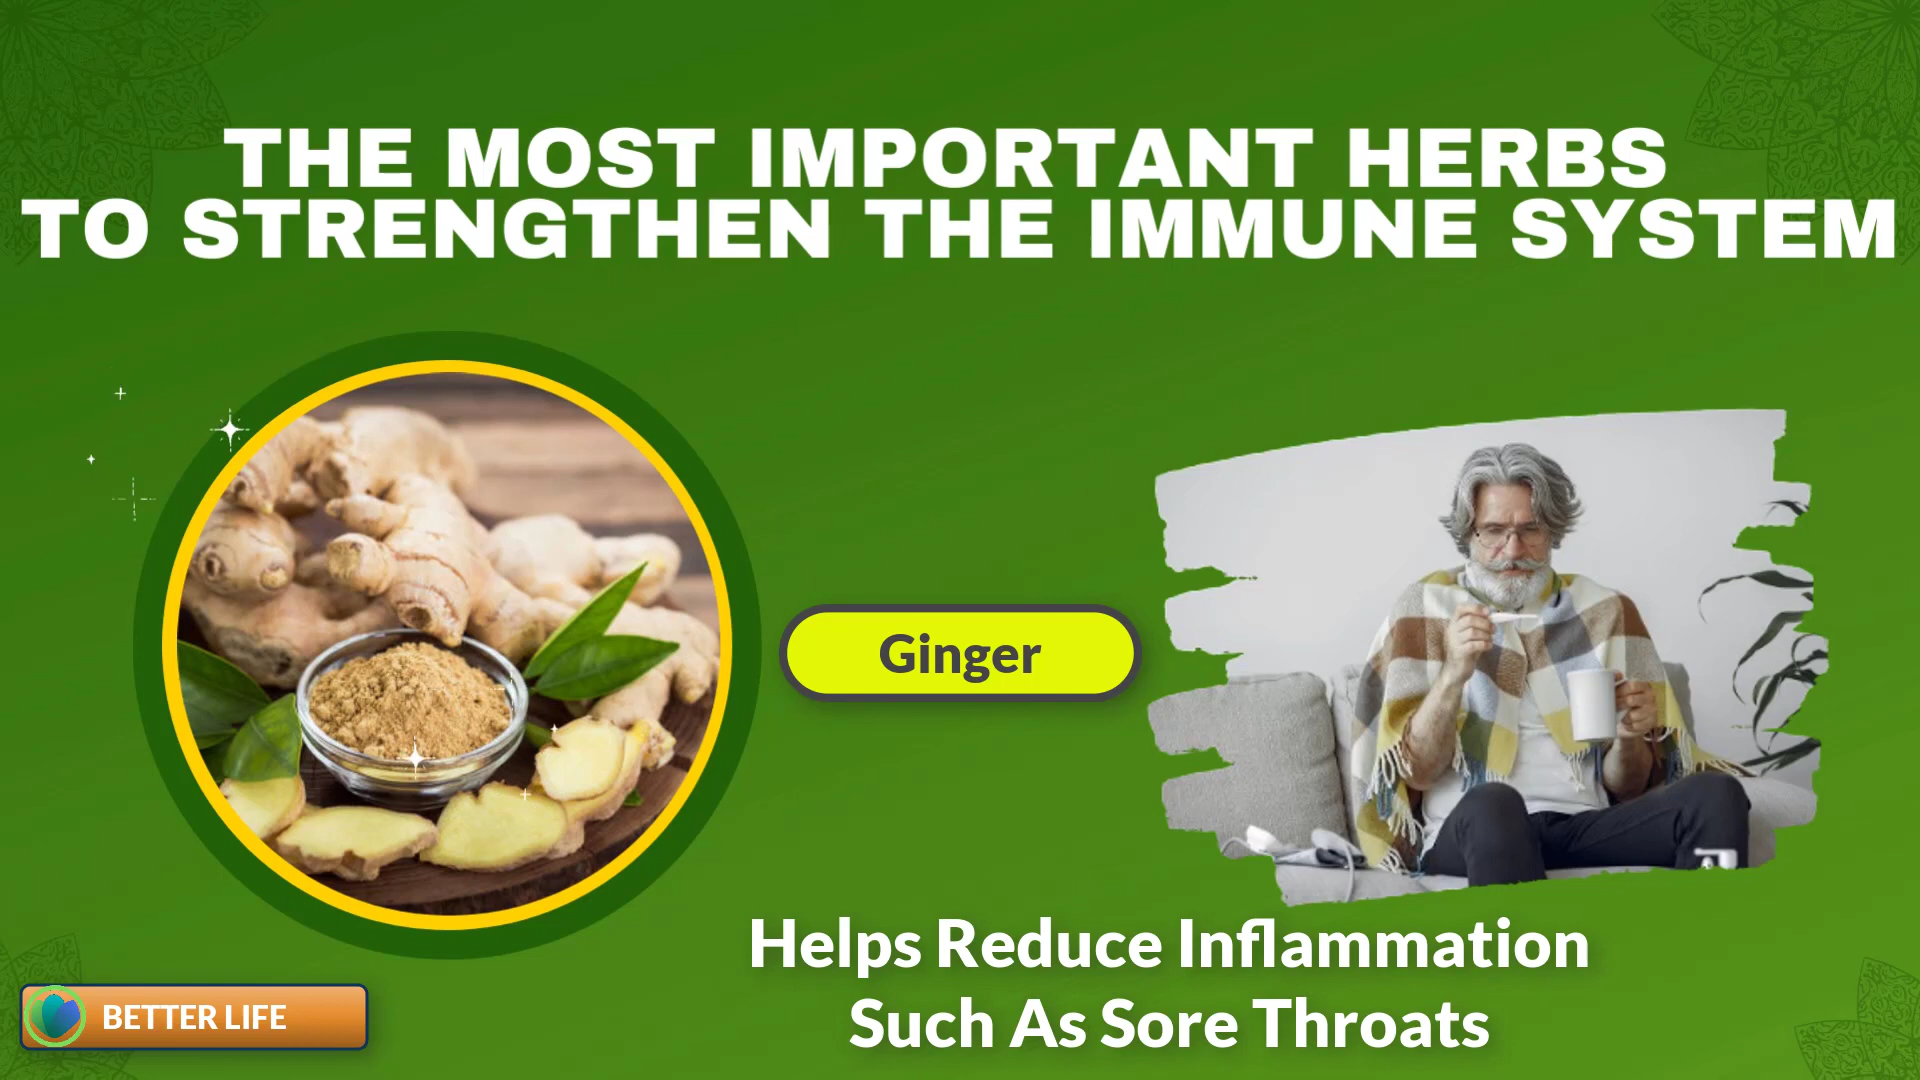 THE MOST IMPORTANT HERBS
TO STRENGTHEN THE IMMUNE SYSTEM
Ginger
Helps Reduce Inflammation
Such As Sore Throats
BETTER LIFE